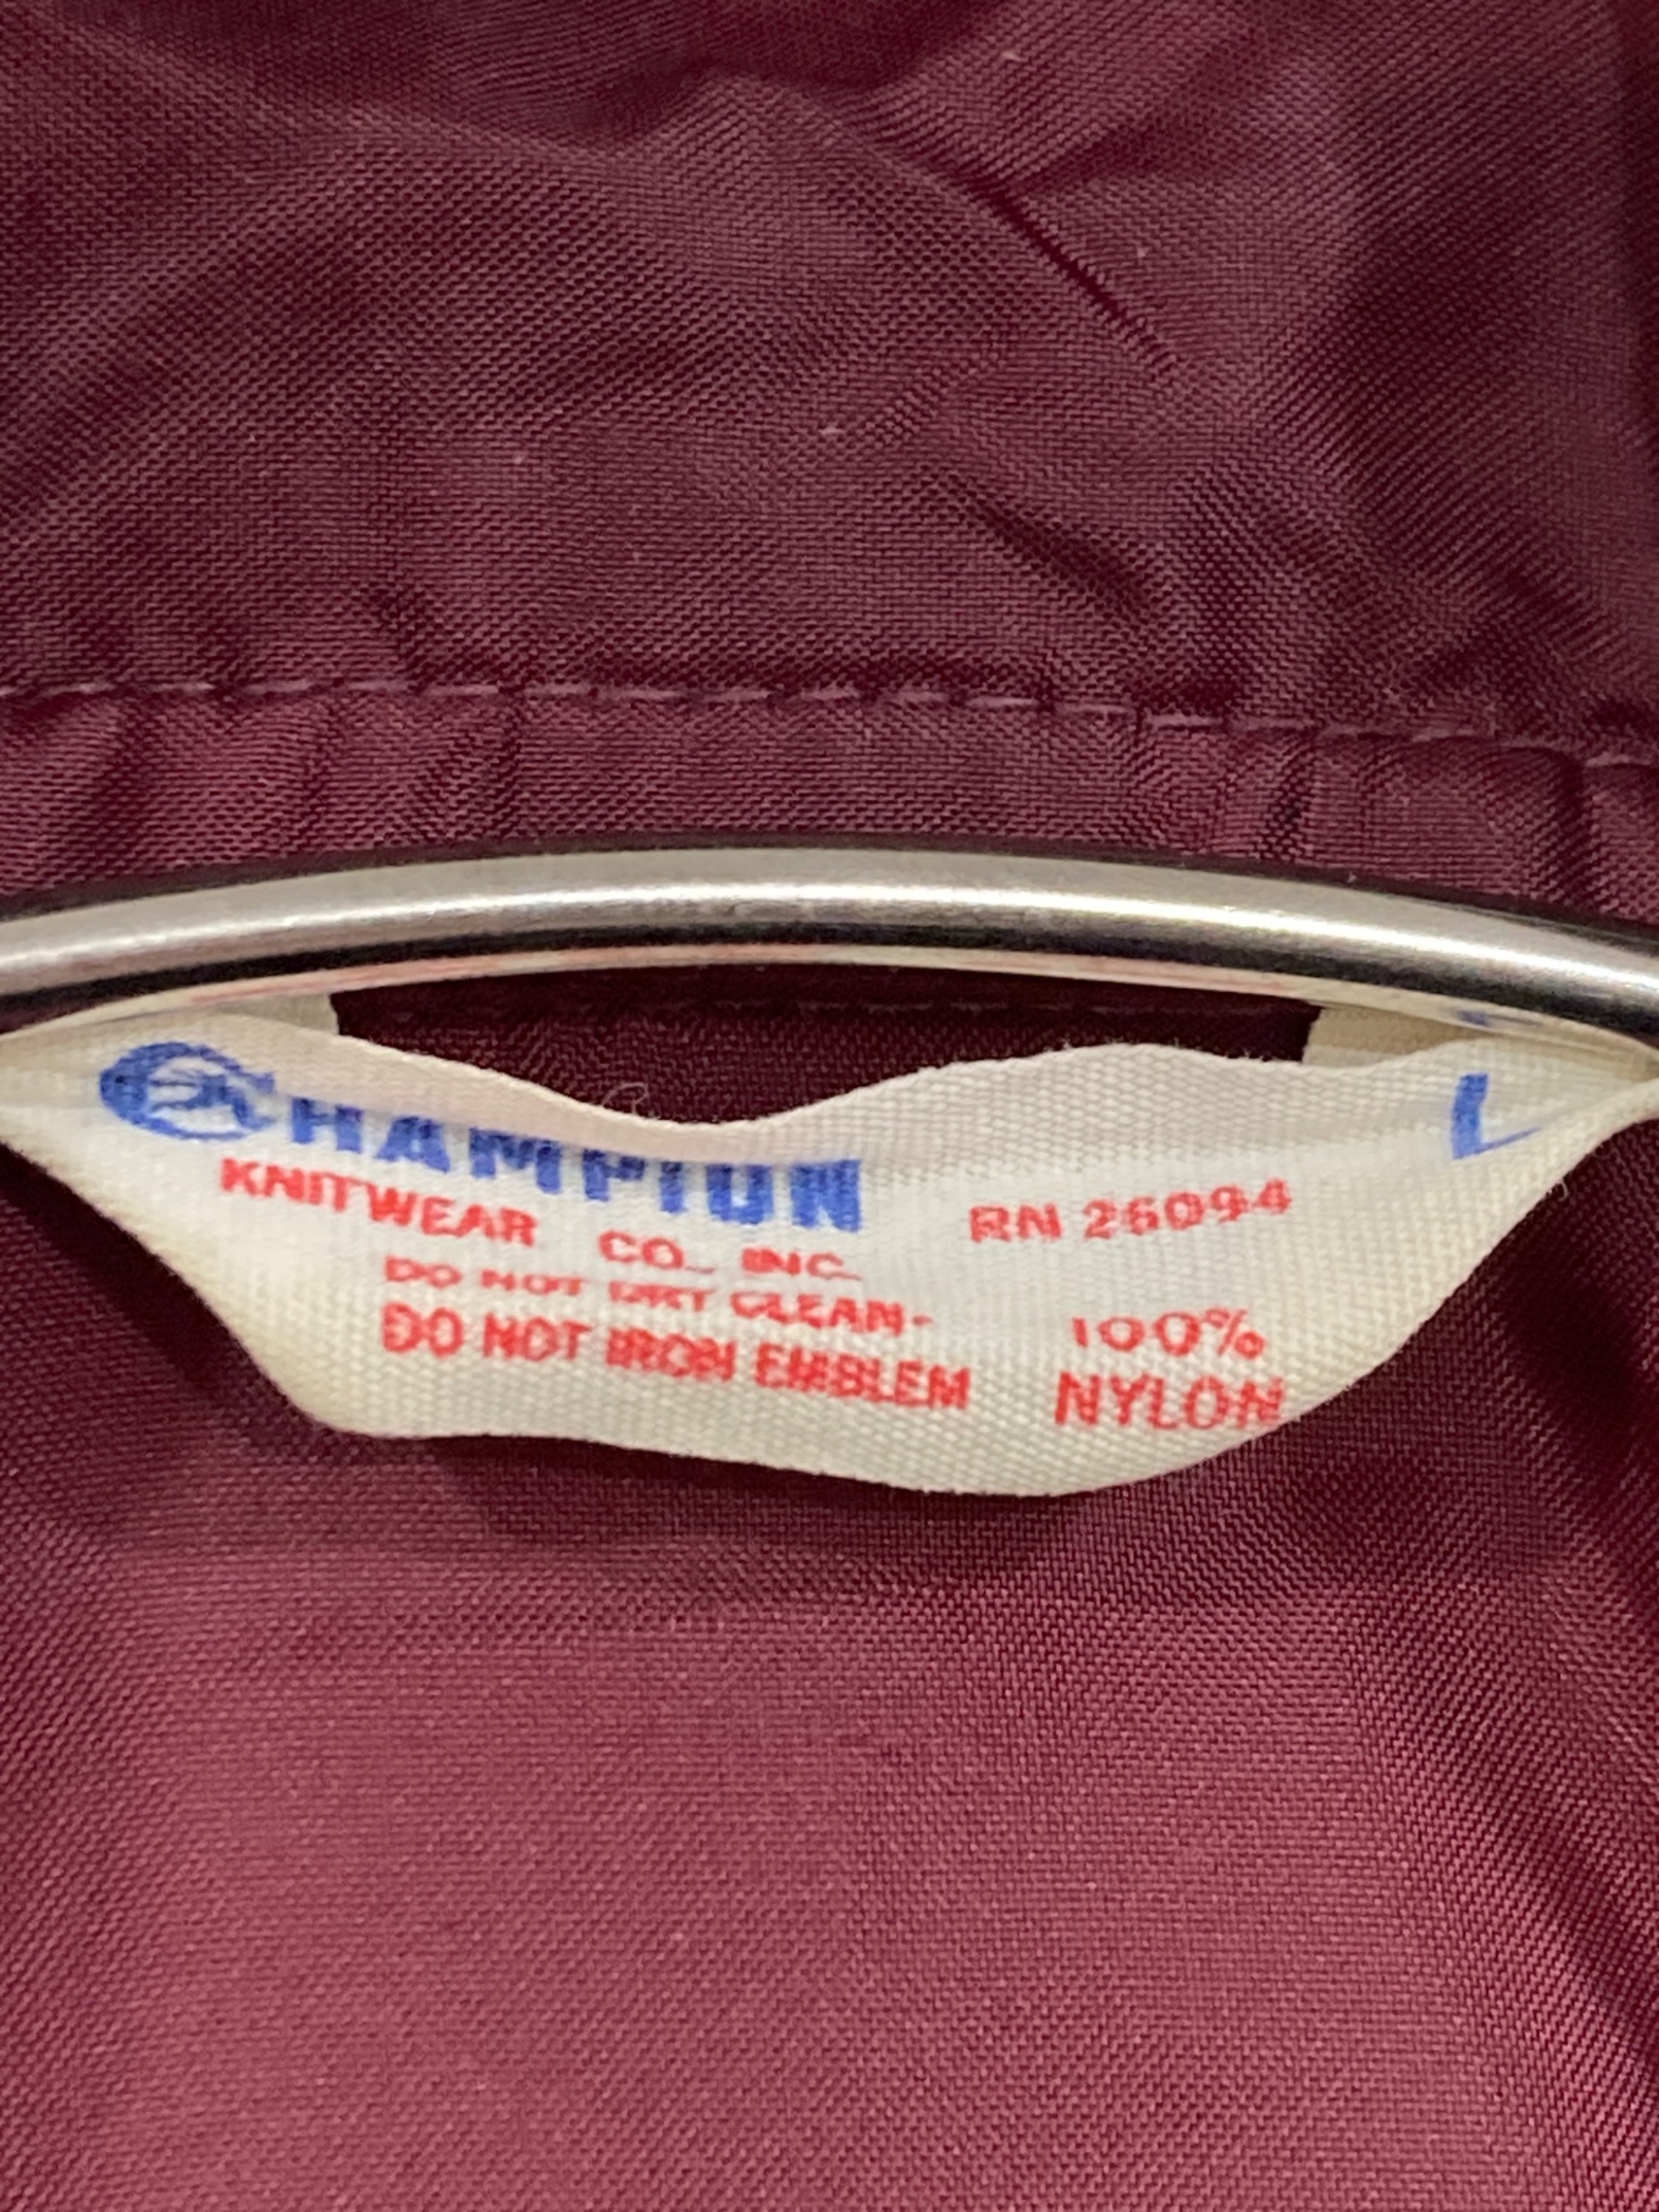 CHAMPION
L
KNITWEAR CO., INC.
RN 26094
DO NOT DRY CLEAN-
DO NOT IRON EMBLEM
100%
NYLON